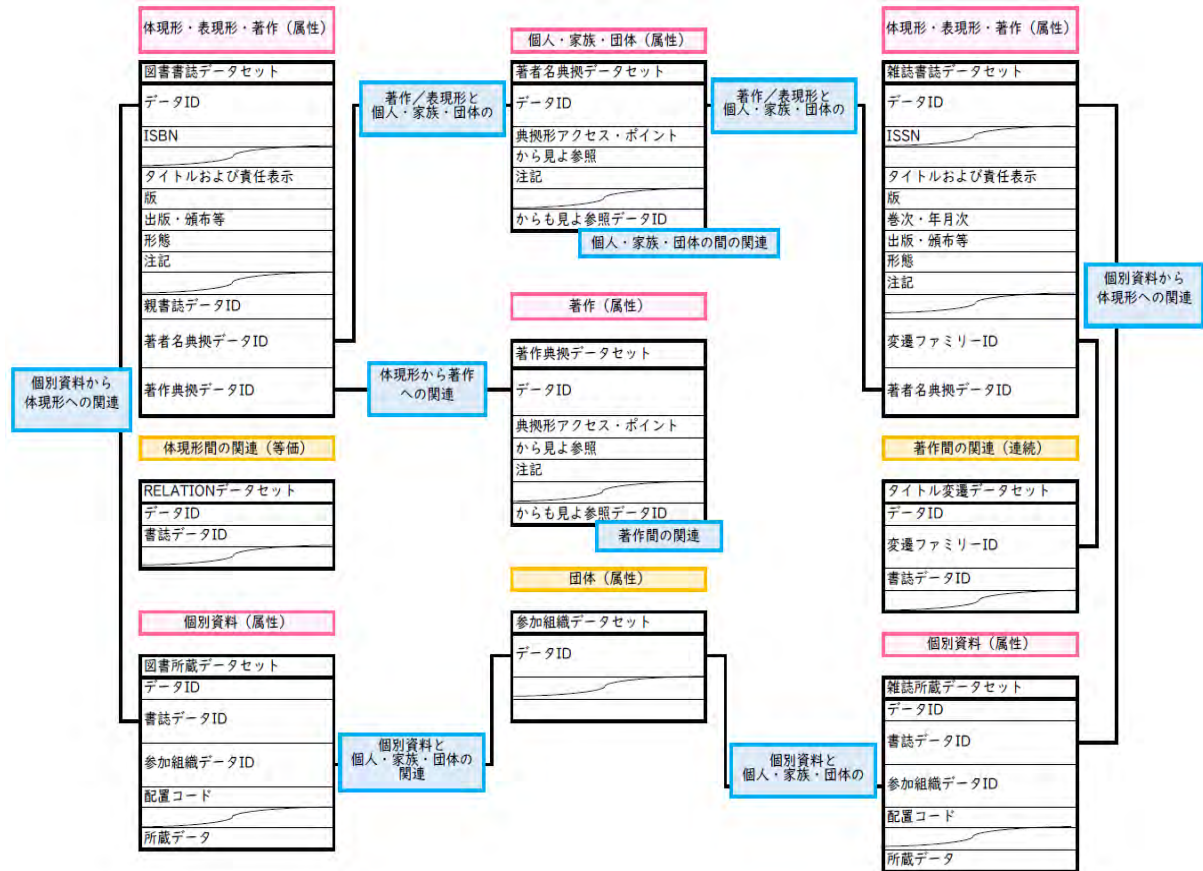 体現形・表現形・著作（属性）
図書書誌データセット
データID
ISBN
タイトルおよび責任表示
版
出版・頒布等
形態
注記
親書誌データID
著者名典拠データID
著作典拠データID
個別資料から
体現形への関連
体現形間の関連（等価）
RELATIONデータセット
データID
書誌データID
個別資料（属性）
図書所蔵データセット
データID
書誌データID
参加組織データID
配置コード
所蔵データ
著作／表現形と
個人・家族・団体の
体現形から著作
への関連
個別資料と
個人・家族・団体の
関連
個人・家族・団体（属性）
著者名典拠データセット
データID
典拠形アクセス・ポイント
から見よ参照
注記
からも見よ参照データID
個人・家族・団体の間の関連
著作（属性）
著作典拠データセット
データID
典拠形アクセス・ポイント
から見よ参照
注記
からも見よ参照データID
著作間の関連
団体（属性）
参加組織データセット
データID
著作／表現形と
個人・家族・団体の
個別資料と
個人・家族・団体の
体現形・表現形・著作（属性）
雑誌書誌データセット
データID
ISSN
タイトルおよび責任表示
版
巻次・年月次
出版・頒布等
形態
注記
変遷ファミリーID
著者名典拠データID
個別資料から
体現形への関連
著作間の関連（連続）
タイトル変遷データセット
データID
変遷ファミリーID
書誌データID
個別資料（属性）
雑誌所蔵データセット
データID
書誌データID
参加組織データID
配置コード
所蔵データ